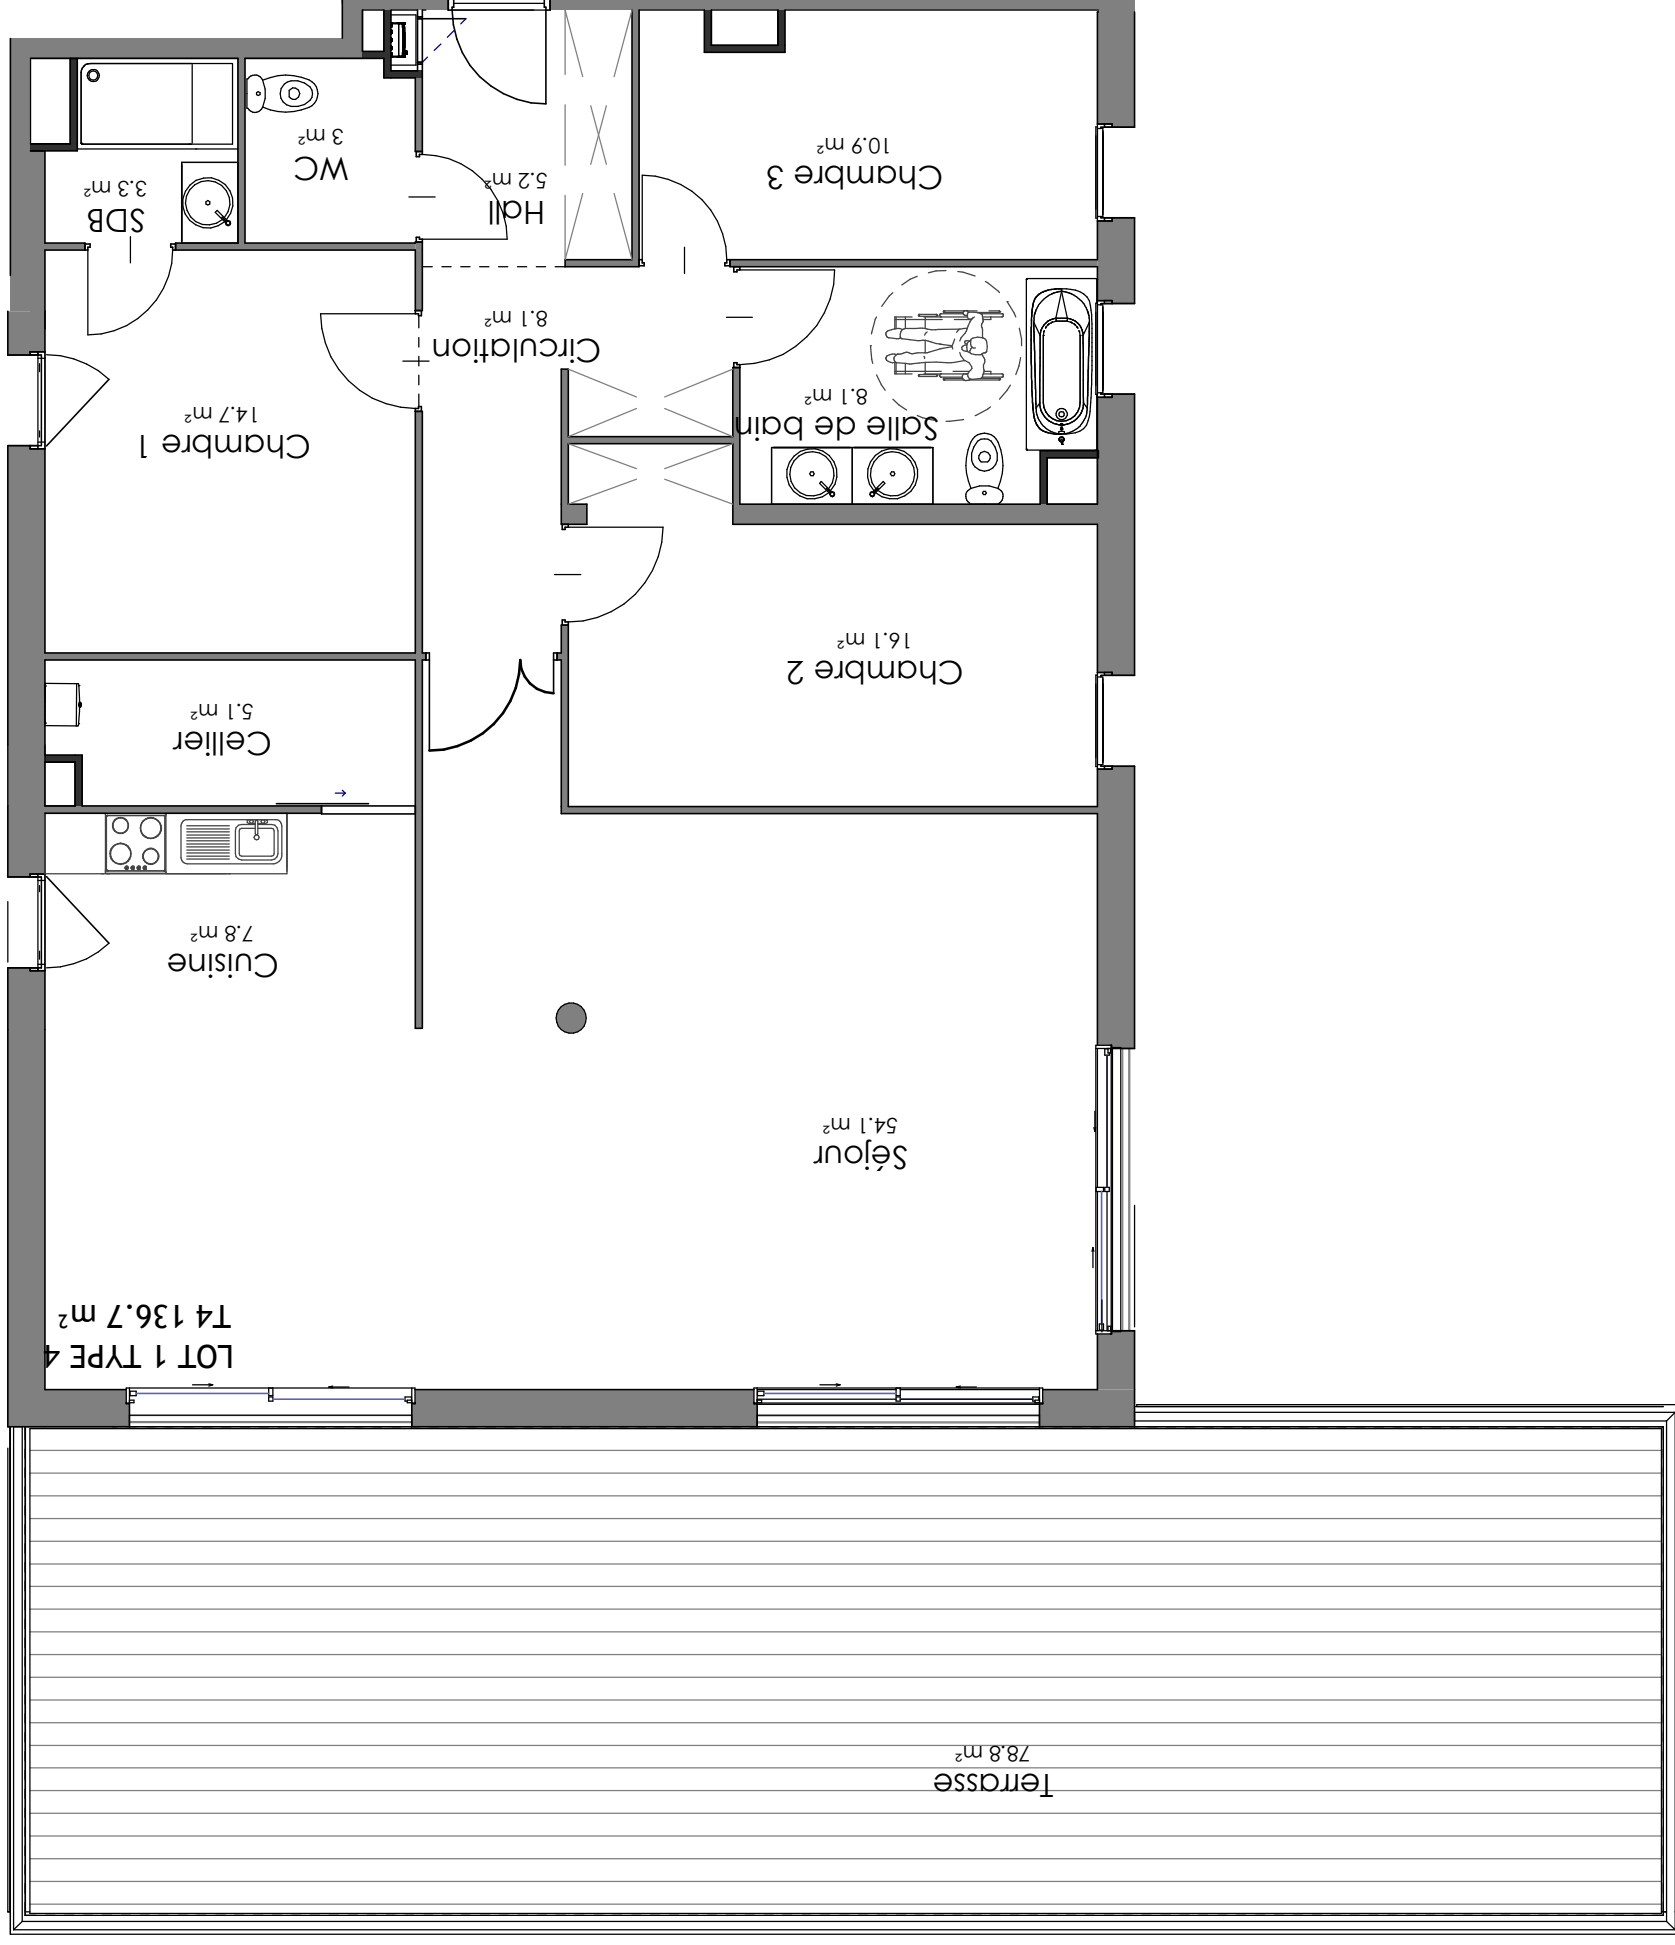 Terrasse
78.8 m²
LOT 1 TYPE 4
T4 136.7 m²
Séjour
54.1 m²
Cuisine
7.8 m²
Cellier
5.1 m²
Chambre 2
16.1 m²
Chambre 1
14.7 m²
Salle de bain
8.1 m²
Circulation
8.1 m²
SDB
3.3 m²
Hall
5.2 m²
Chambre 3
10.9 m²
WC
3 m²